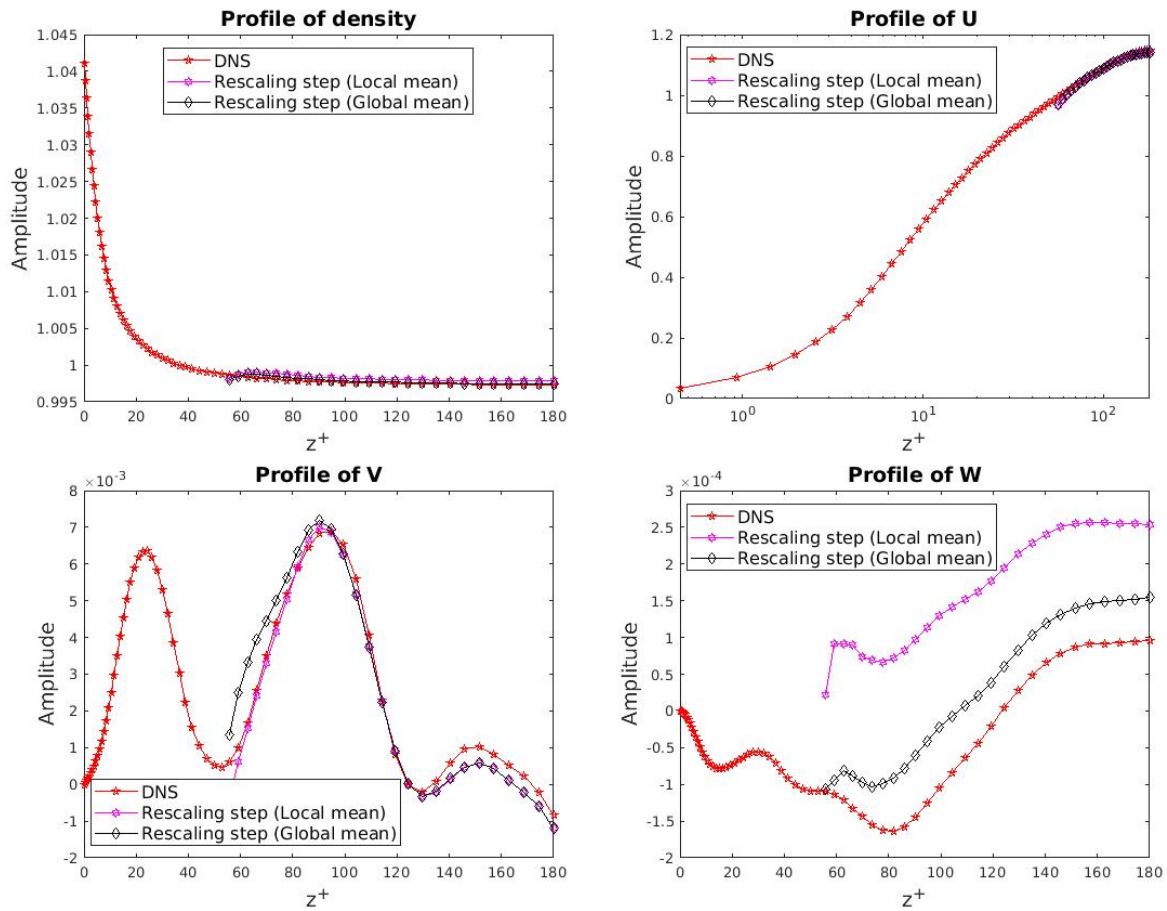 Profile of density
1.045
1.04
1.035
1.03
1.025
1.02
1.015
1.01
1.005
1
0.995
Amplitude
DNS
Rescaling step (Local mean)
Rescaling step (Global mean)
0 20 40 60 80 100 120 140 160 180
z⁺
Profile of U
1.2
1
0.8
0.6
0.4
0.2
0
Amplitude
DNS
Rescaling step (Local mean)
Rescaling step (Global mean)
10⁰ 10¹ 10²
z⁺
Profile of V
×10⁻³
8
7
6
5
4
3
2
1
0
-1
-2
Amplitude
DNS
Rescaling step (Local mean)
Rescaling step (Global mean)
0 20 40 60 80 100 120 140 160 180
z⁺
Profile of W
×10⁻⁴
3
2.5
2
1.5
1
0.5
0
-0.5
-1
-1.5
-2
Amplitude
DNS
Rescaling step (Local mean)
Rescaling step (Global mean)
0 20 40 60 80 100 120 140 160 180
z⁺